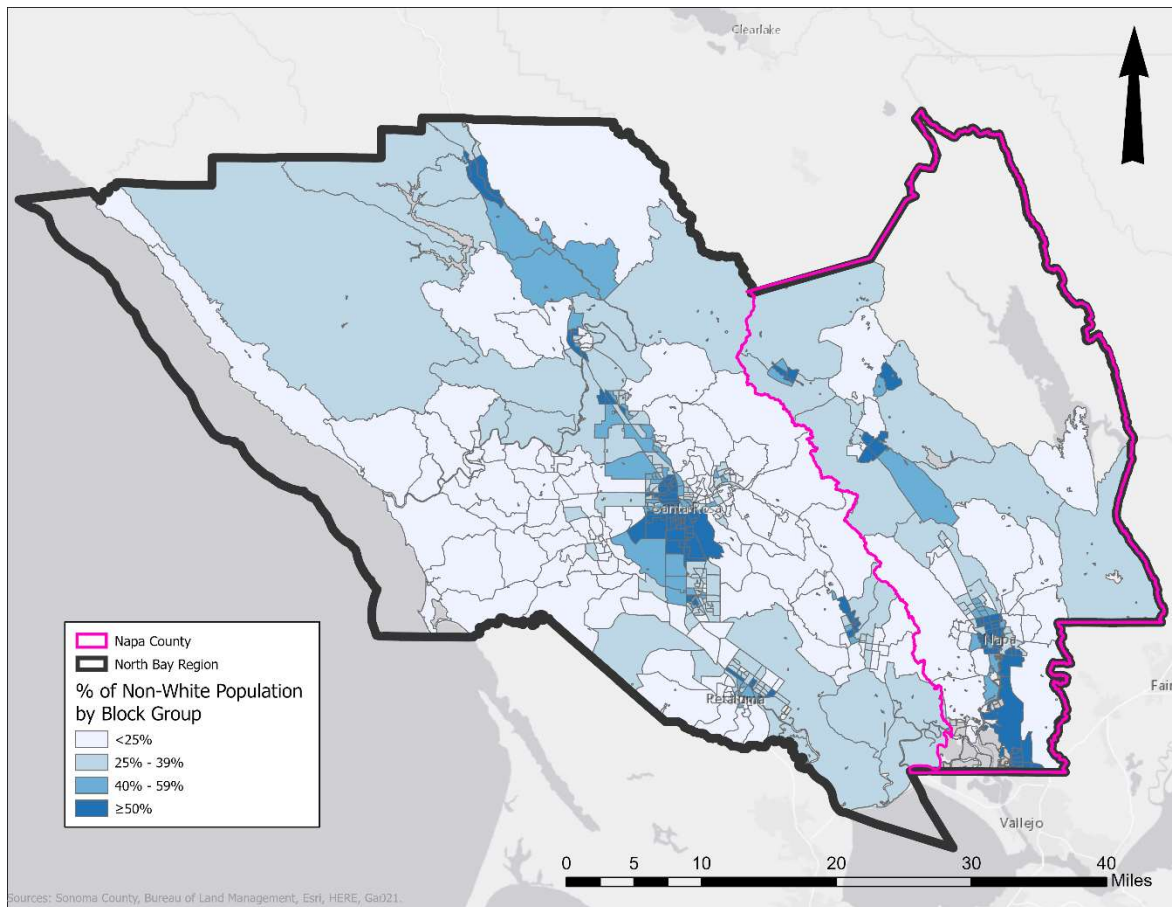 Clearlake
Santa Rosa
Napa
Petaluma
Fair
Vallejo
Napa County
North Bay Region
% of Non-White Population
by Block Group
<25%
25% - 39%
40% - 59%
≥50%
0 5 10 20 30 40
Miles
Sources: Sonoma County, Bureau of Land Management, Esri, HERE, Ga021.